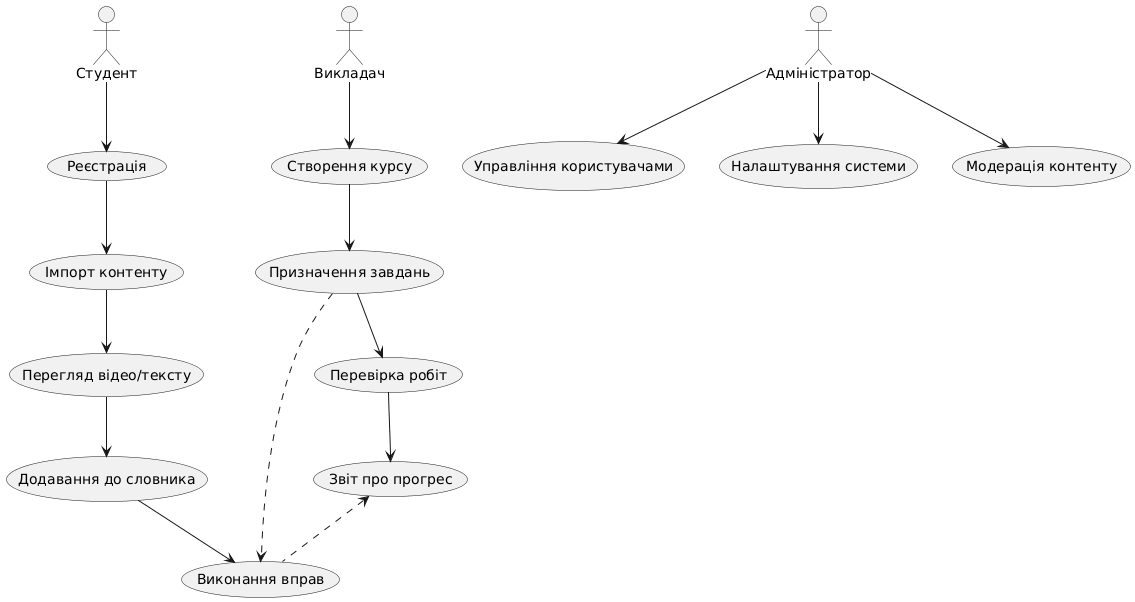 Студент
Викладач
Адміністратор
Реєстрація
Створення курсу
Управління користувачами
Налаштування системи
Модерація контенту
Імпорт контенту
Призначення завдань
Перегляд відео/тексту
Перевірка робіт
Додавання до словника
Звіт про прогрес
Виконання вправ